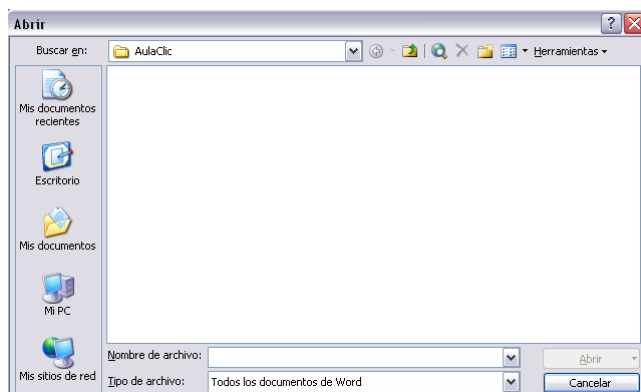 Abrir
Buscar en:
AulaClic
Herramientas
Mis documentos
recientes
Escritorio
Mis documentos
Mi PC
Mis sitios de red
Nombre de archivo:
Abrir
Tipo de archivo:
Todos los documentos de Word
Cancelar